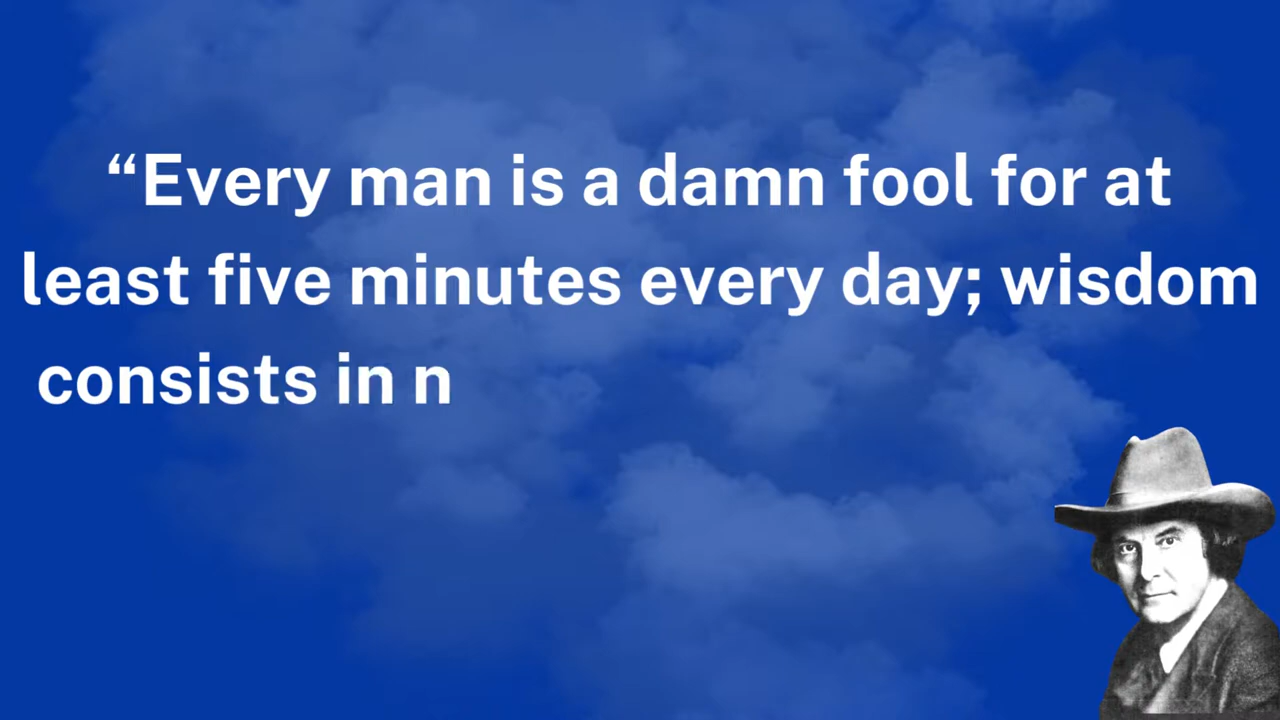 “Every man is a damn fool for at
least five minutes every day; wisdom
consists in n